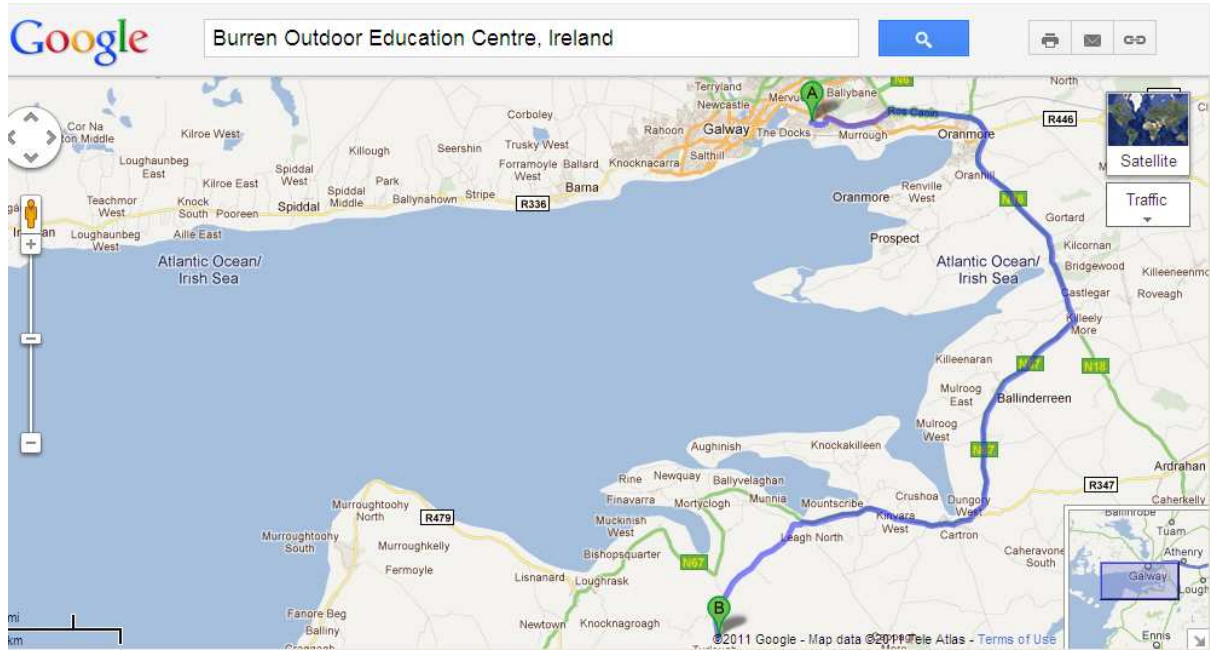 Google
Burren Outdoor Education Centre, Ireland
Terryland
Newcastle
Ballybane
A
N6
North
R446
Satellite
Traffic
Cor Na
Kilroe West
Corboley
Rahoon
Galway
The Docks
Murrough
Oranmore
Killough
Seershin
Trusky West
Loughaunbeg
East
Kilroe East
Spiddal
West
Park
Forramoyle
West
Ballard
Knocknacarra
Salthill
Oranhill
Teachmor
West
Knock
South
Pooreen
Spiddal
Spiddal
Middle
Ballynahown
Stripe
Barna
R336
Oranmore
Renville
West
Gortard
Loughaunbeg
West
Aille East
Prospect
Kilcornan
Atlantic Ocean/
Irish Sea
Atlantic Ocean/
Irish Sea
Bridgewood
Castlegar
Roveagh
Killeely
More
Killeenaran
N67
N18
Mulroog
East
Ballinderreen
Mulroog
West
N67
Aughinish
Knockakilleen
Ardrahan
Rine
Newquay
Ballyvelaghan
R347
Finavarra
Mortyclogh
Munnia
Mountscribe
Crushoa
Dungory
West
Caherkelly
Murroughtoohy
North
R479
Muckinish
West
Kinvara
West
Cartron
Leagh North
Murroughtoohy
South
Murroughkelly
Bishopsquarter
N67
Caheravone
South
Fermoyle
Lisnanard
Loughrask
Fanore Beg
Balliny
Newtown
Knocknagroagh
B
Ballinrobe
Tuam
Athenry
Galway
Ennis
mi
km
©2011 Google - Map data ©2011 Tele Atlas - Terms of Use